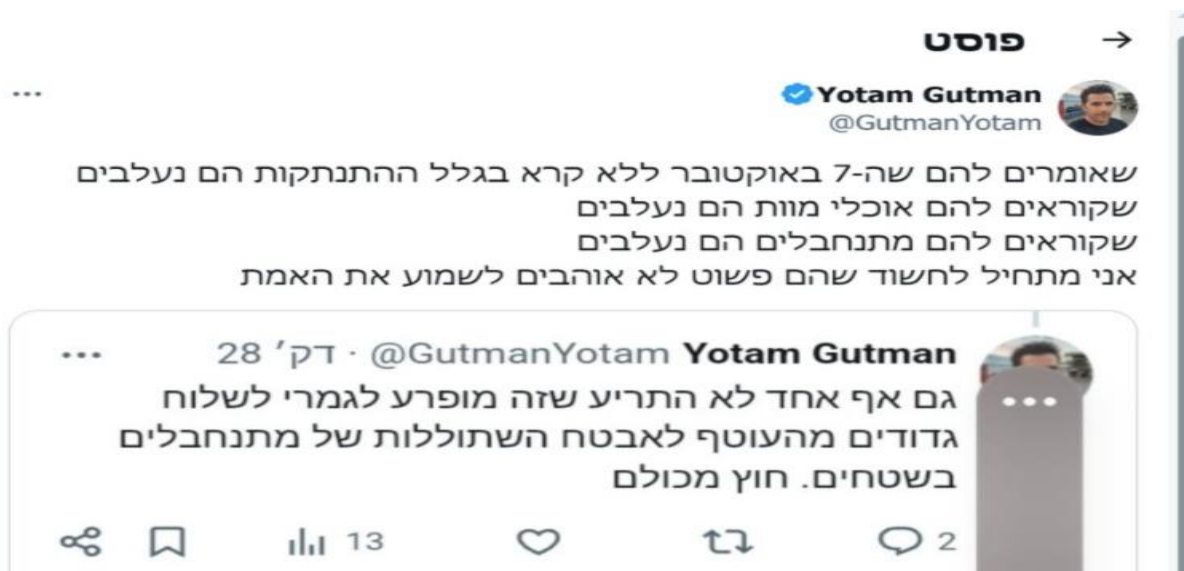 פוסט
Yotam Gutman
@GutmanYotam
שאומרים להם שה-7 באוקטובר ללא קרא בגלל ההתנתקות הם נעלבים
שקוראים להם אוכלי מוות הם נעלבים
שקוראים להם מתנחבלים הם נעלבים
אני מתחיל לחשוד שהם פשוט לא אוהבים לשמוע את האמת
Yotam Gutman @GutmanYotam · 28 דק׳
גם אף אחד לא התריע שזה מופרע לגמרי לשלוח
גדודים מהעוטף לאבטח השתוללות של מתנחבלים
בשטחים. חוץ מכולם
2 13